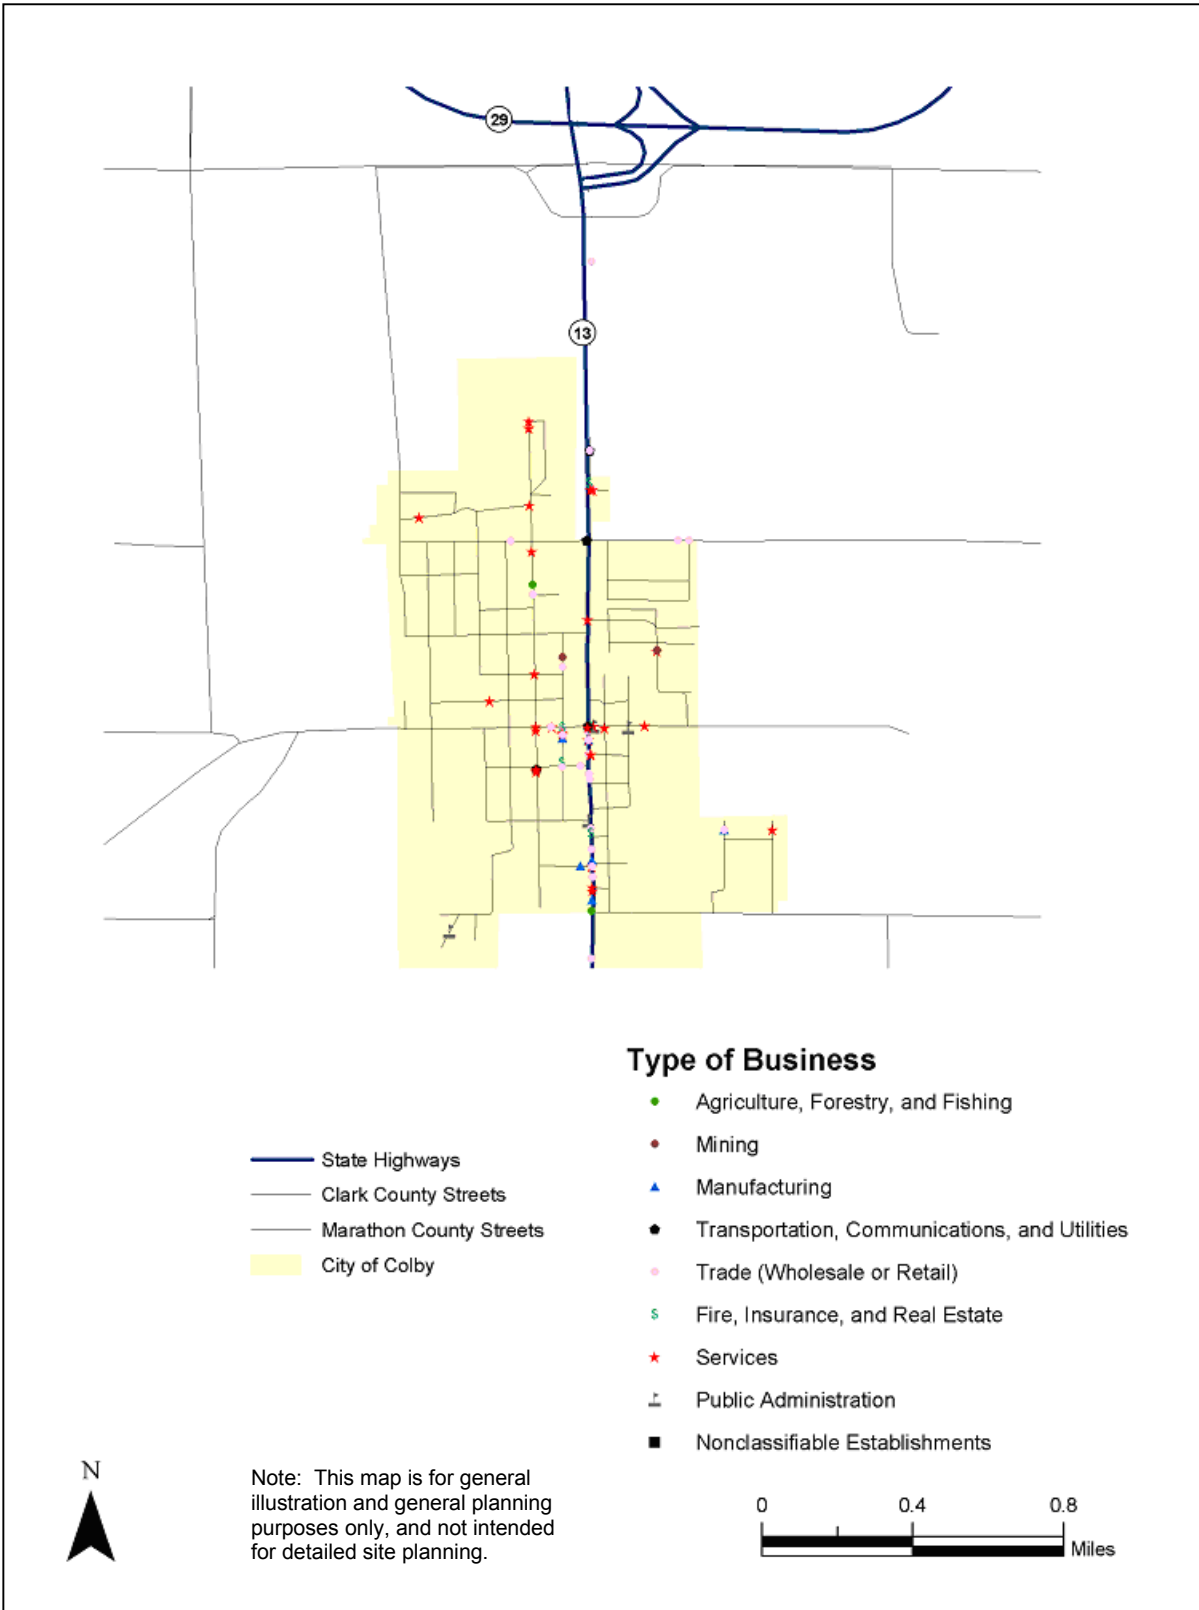 29
13
Type of Business
Agriculture, Forestry, and Fishing
Mining
Manufacturing
Transportation, Communications, and Utilities
Trade (Wholesale or Retail)
$ Fire, Insurance, and Real Estate
Services
Public Administration
Nonclassifiable Establishments
State Highways
Clark County Streets
Marathon County Streets
City of Colby
N
Note: This map is for general
illustration and general planning
purposes only, and not intended
for detailed site planning.
0 0.4 0.8
Miles